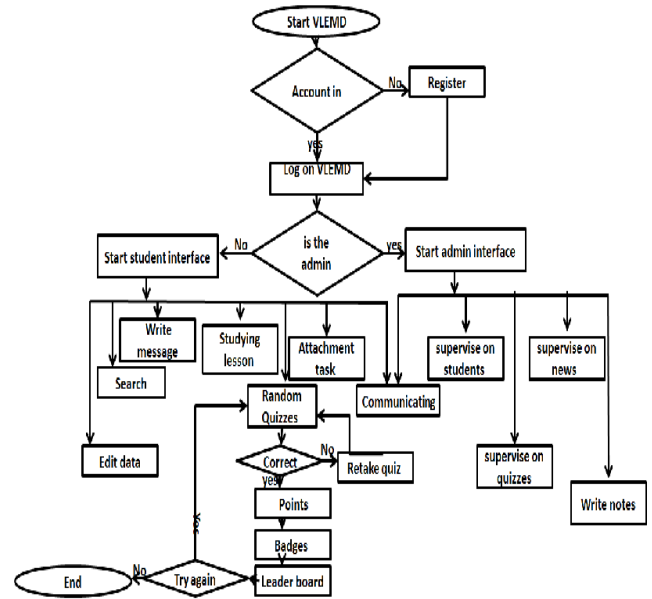 Start VLEMD
Account in
No
Register
yes
Log on VLEMD
is the
admin
No
yes
Start student interface
Start admin interface
Write
message
Studying
lesson
Attachment
task
supervise on
students
supervise on
news
Search
Random
Quizzes
Communicating
Edit data
Correct
No
Retake quiz
supervise on
quizzes
Write notes
yes
Points
Badges
Yes
Leader board
Try again
No
End